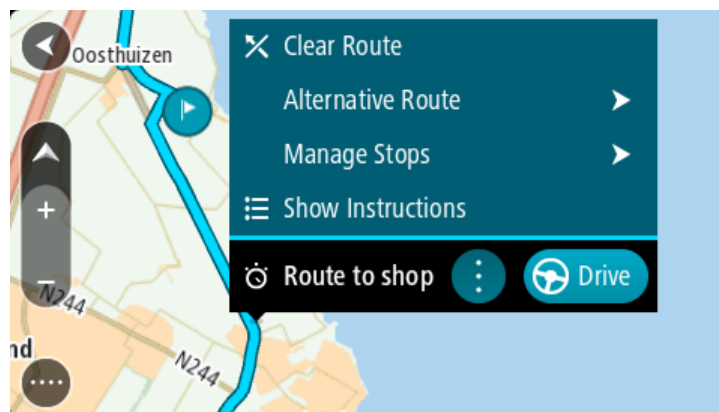 Oosthuizen
Clear Route
Alternative Route
Manage Stops
Show Instructions
Route to shop
Drive
N244
N244
nd